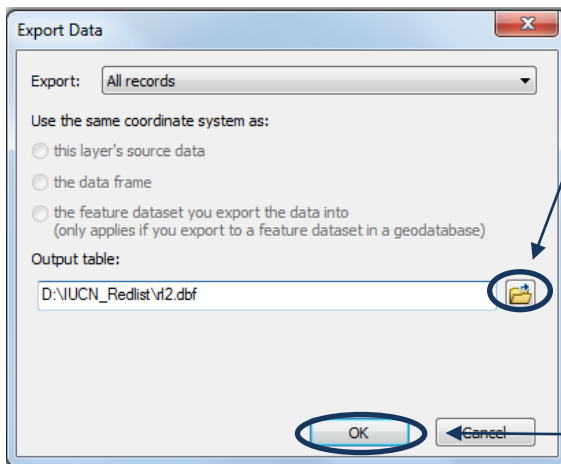 Export Data
Export: All records
Use the same coordinate system as:
this layer's source data
the data frame
the feature dataset you export the data into
(only applies if you export to a feature dataset in a geodatabase)
Output table:
D:\IUCN_Redlist\rl2.dbf
OK Cancel